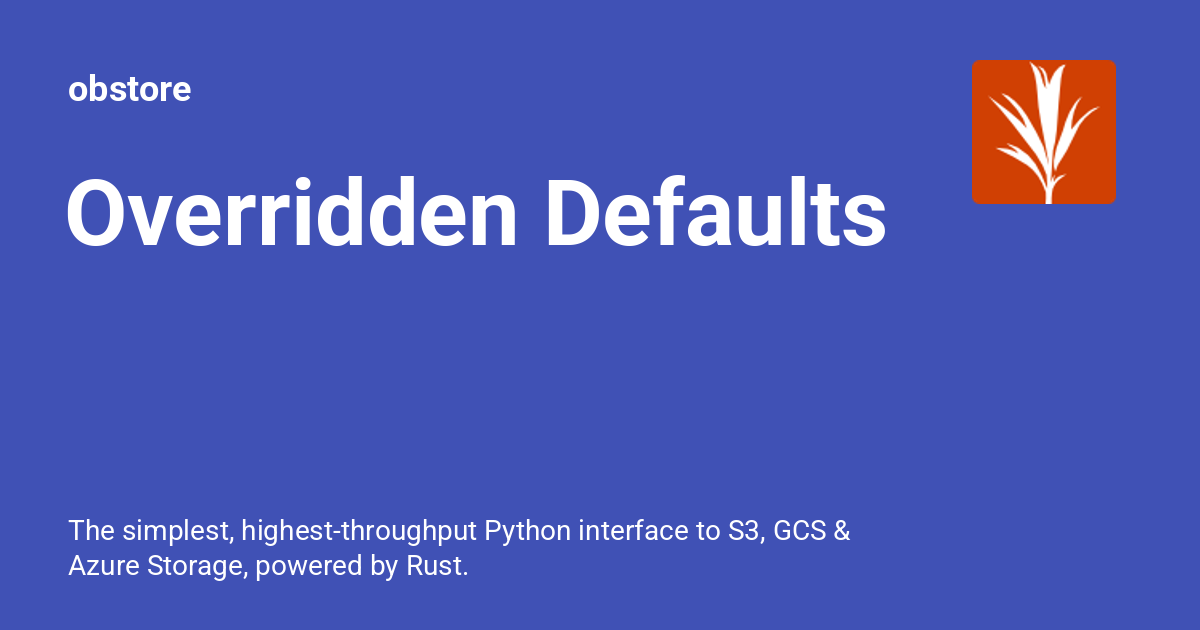 obstore
Overridden Defaults
The simplest, highest-throughput Python interface to S3, GCS &
Azure Storage, powered by Rust.